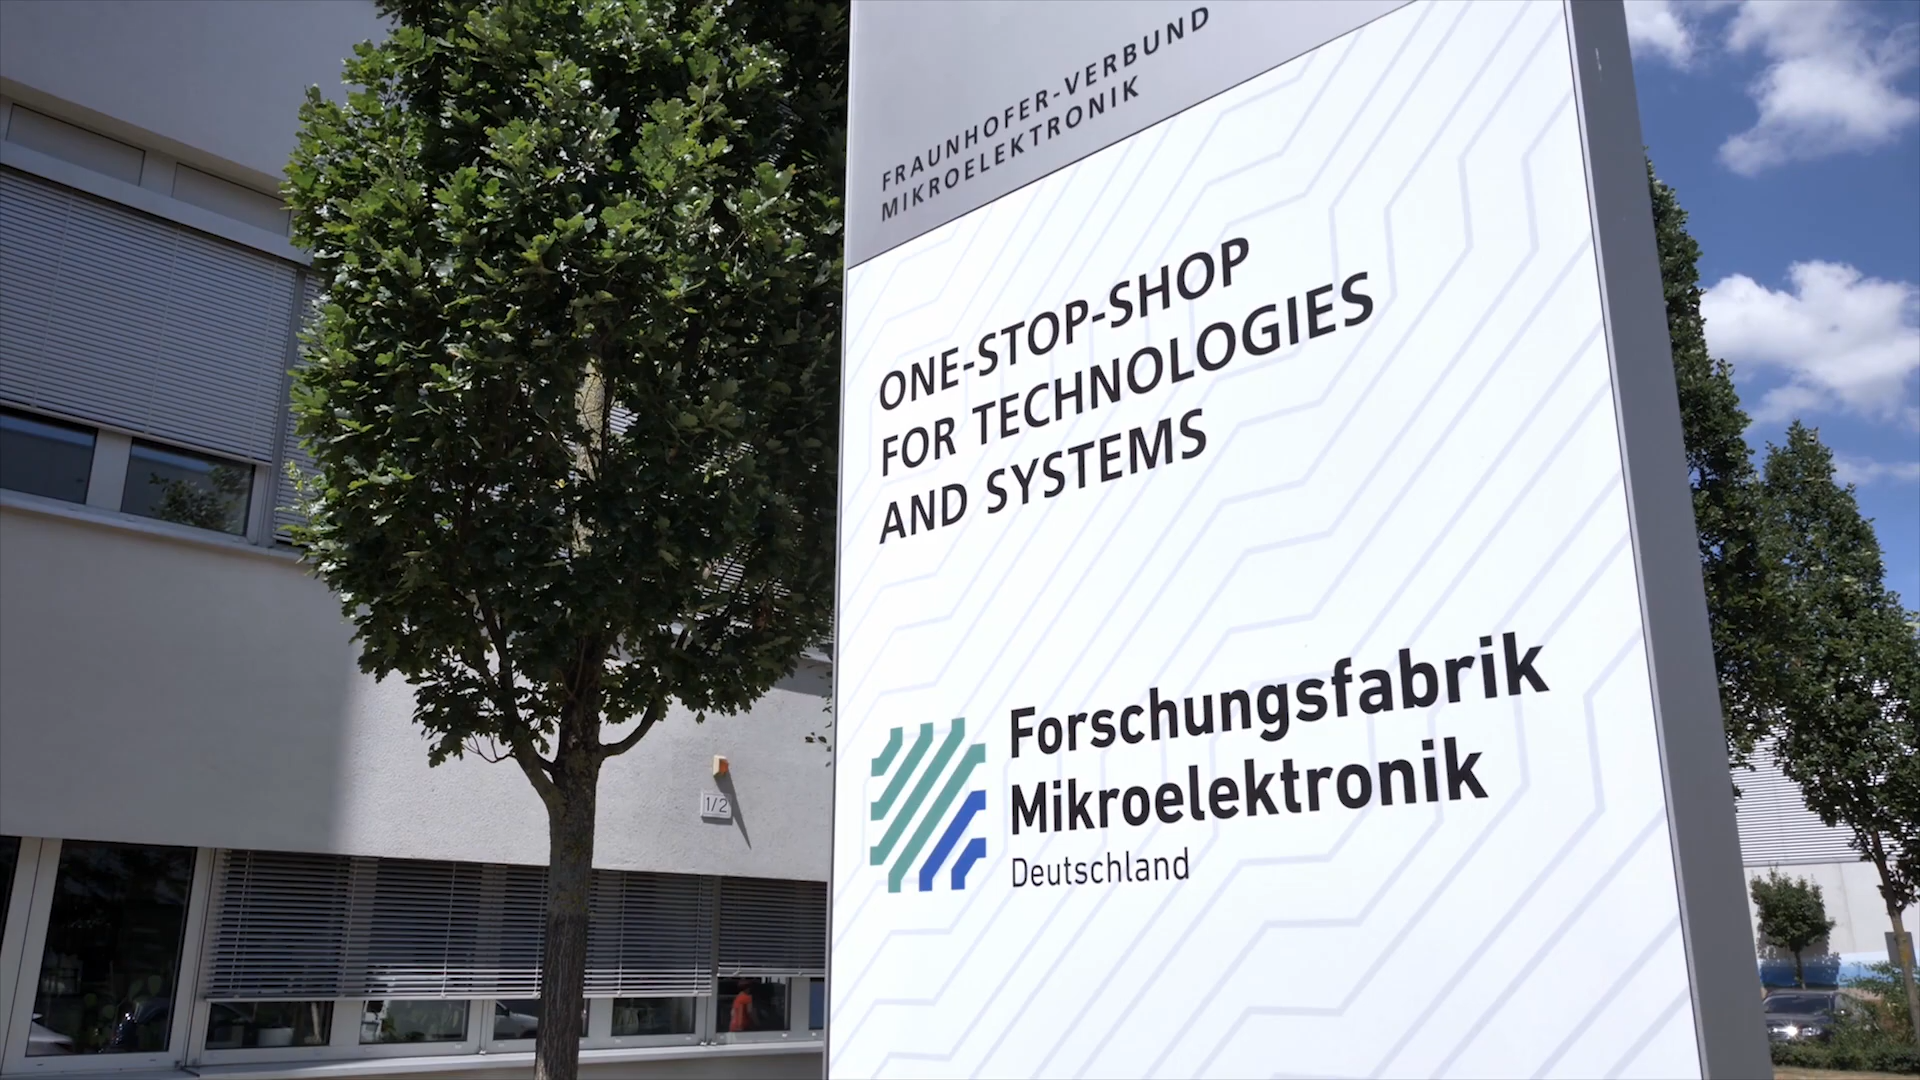 FRAUNHOFER-VERBUND
MIKROELEKTRONIK
ONE-STOP-SHOP
FOR TECHNOLOGIES
AND SYSTEMS
Forschungsfabrik
Mikroelektronik
Deutschland
1/2